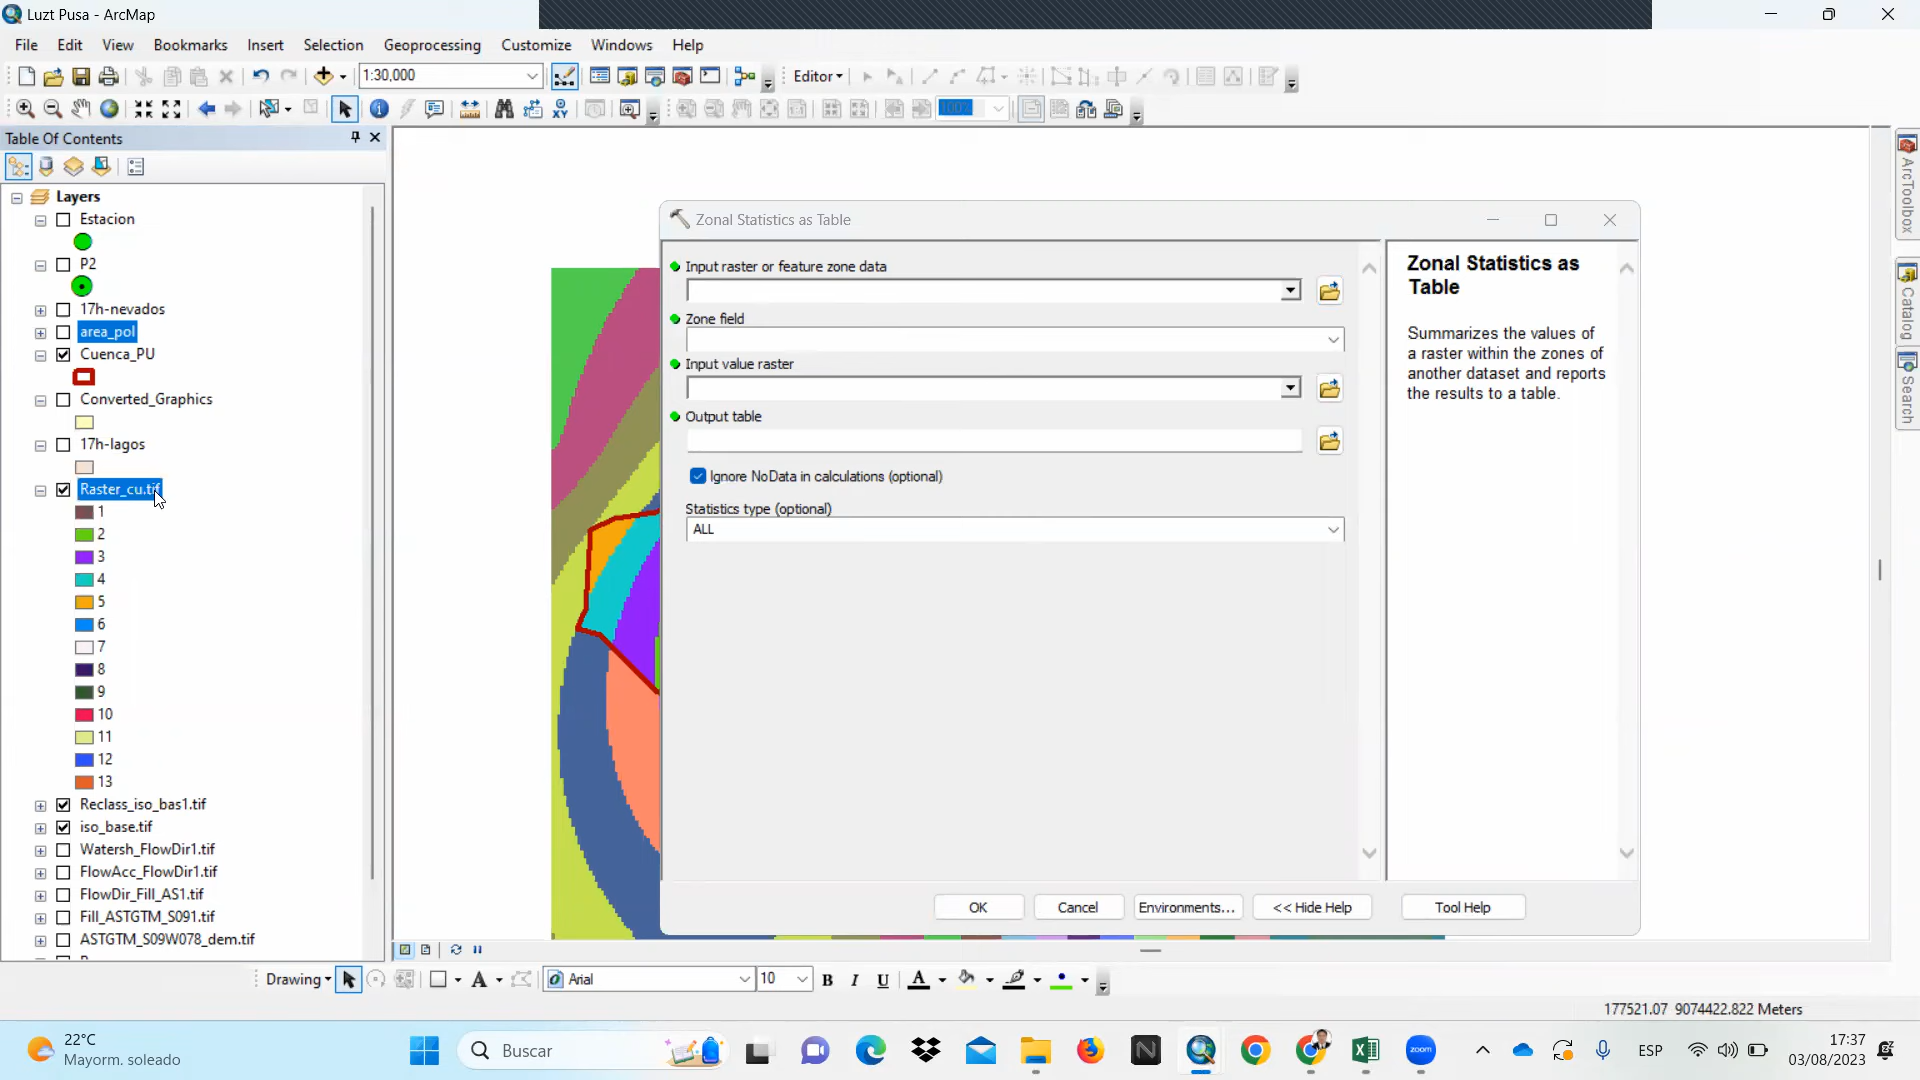 Luzt Pusa - ArcMap
File Edit View Bookmarks Insert Selection Geoprocessing Customize Windows Help
1:30,000
Editor
100%
Table Of Contents
Layers
Estacion
P2
17h-nevados
area_pol
Cuenca_PU
Converted_Graphics
17h-lagos
Raster_cu.tif
1
2
3
4
5
6
7
8
9
10
11
12
13
Reclass_iso_bas1.tif
iso_base.tif
Watersh_FlowDir1.tif
FlowAcc_FlowDir1.tif
FlowDir_Fill_AS1.tif
Fill_ASTGTM_S091.tif
ASTGTM_S09W078_dem.tif
Zonal Statistics as Table
Input raster or feature zone data
Zone field
Input value raster
Output table
Ignore NoData in calculations (optional)
Statistics type (optional)
ALL
OK Cancel Environments... << Hide Help Tool Help
Zonal Statistics as
Table
Summarizes the values of
a raster within the zones of
another dataset and reports
the results to a table.
ArcToolbox
Catalog
Search
Drawing
Arial
10
B I U A
177521.07 9074422.822 Meters
22°C
Mayorm. soleado
Buscar
zoom
ESP
17:37
03/08/2023